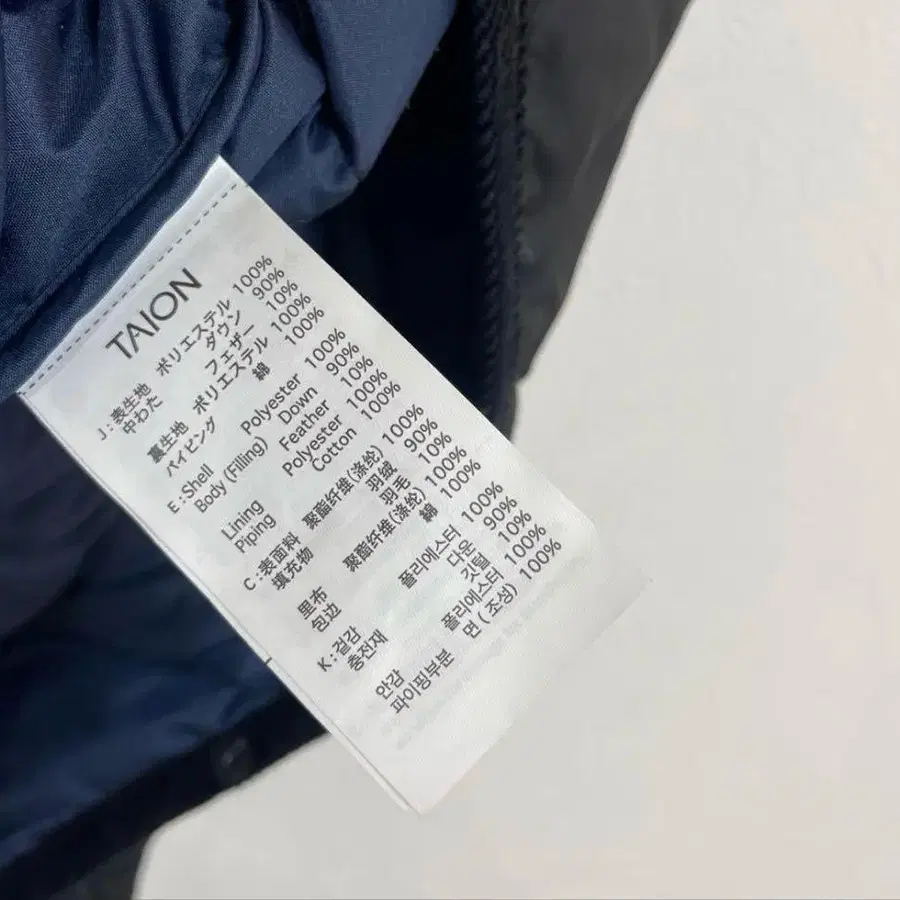 TAION
J:表生地 ポリエステル 100%
中わた ダウン 90%
フェザー 10%
裏生地 ポリエステル 100%
パイピング 綿 100%
E:Shell Polyester 100%
Body (Filling) Down 90%
Feather 10%
Lining Polyester 100%
Piping Cotton 100%
C:表面料 聚酯纤维(涤纶) 100%
填充物 羽绒 90%
羽毛 10%
里布 聚酯纤维(涤纶) 100%
包边 綿 100%
K:겉감 폴리에스터 100%
충전재 다운 90%
깃털 10%
안감 폴리에스터 100%
파이핑부분 면 (조성) 100%